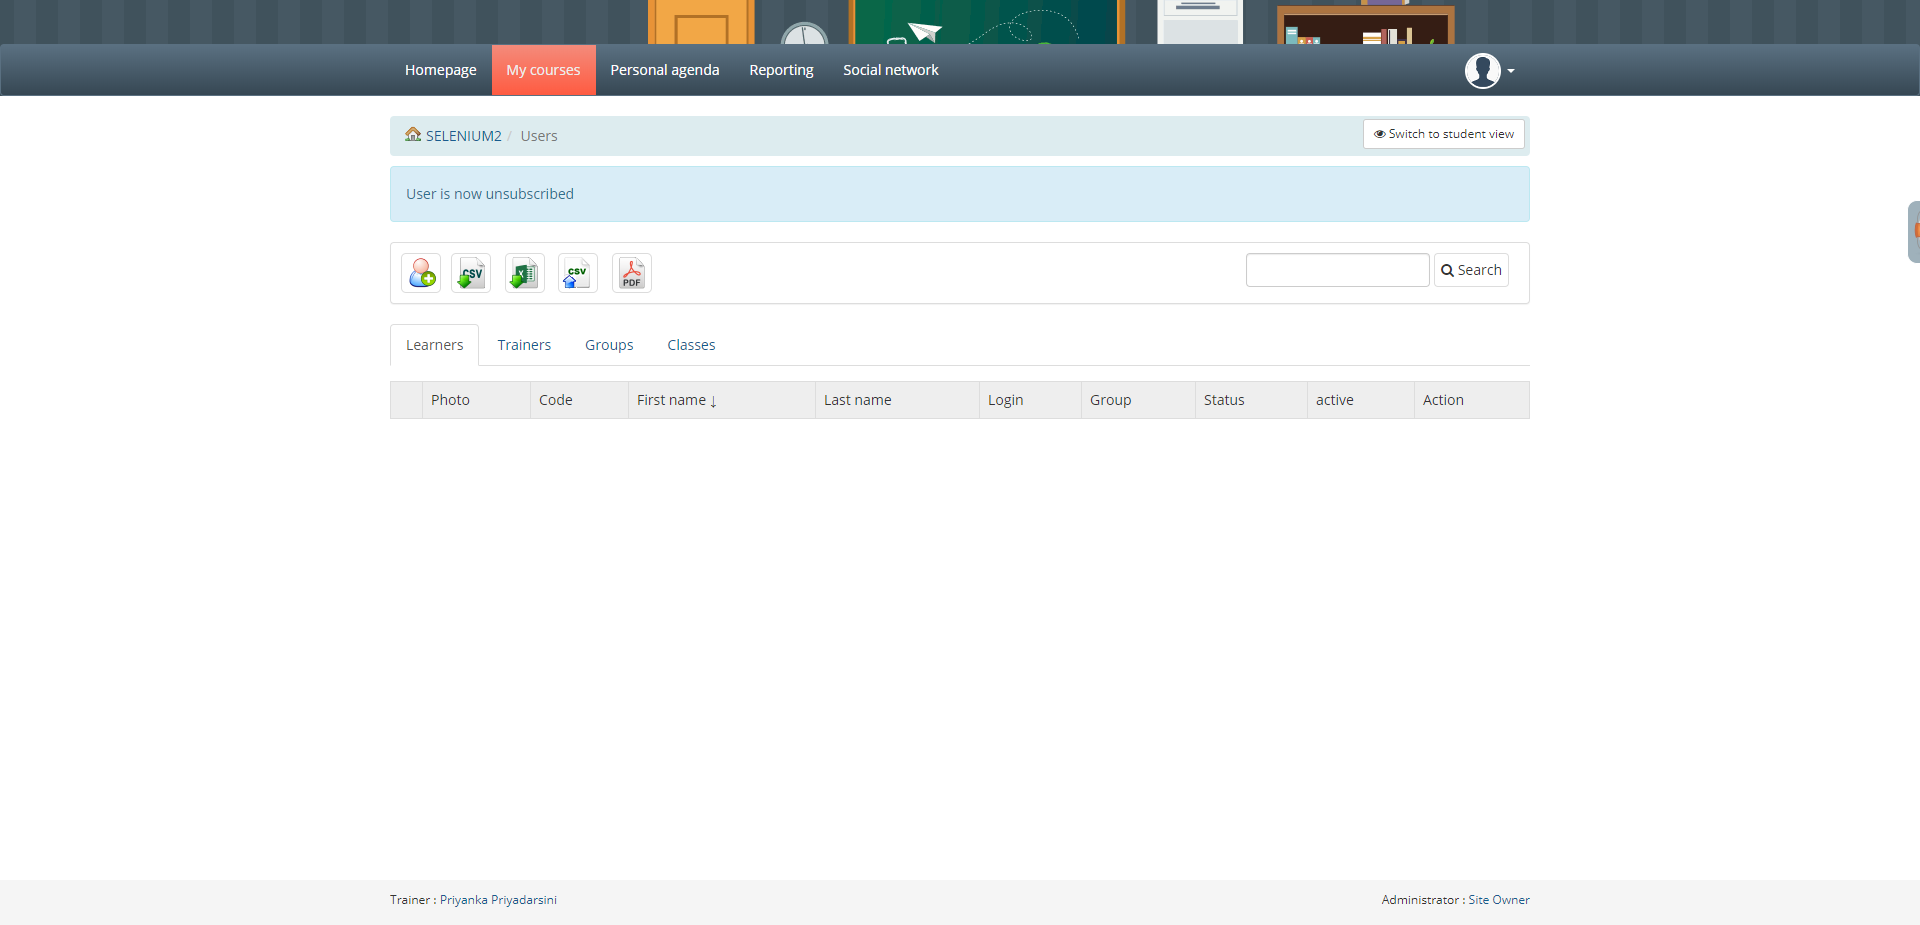 Homepage My courses Personal agenda Reporting Social network
SELENIUM2 / Users
Switch to student view
User is now unsubscribed
CSV
CSV
PDF
Search
Learners Trainers Groups Classes
Photo Code First name ↓ Last name Login Group Status active Action
Trainer : Priyanka Priyadarsini
Administrator : Site Owner